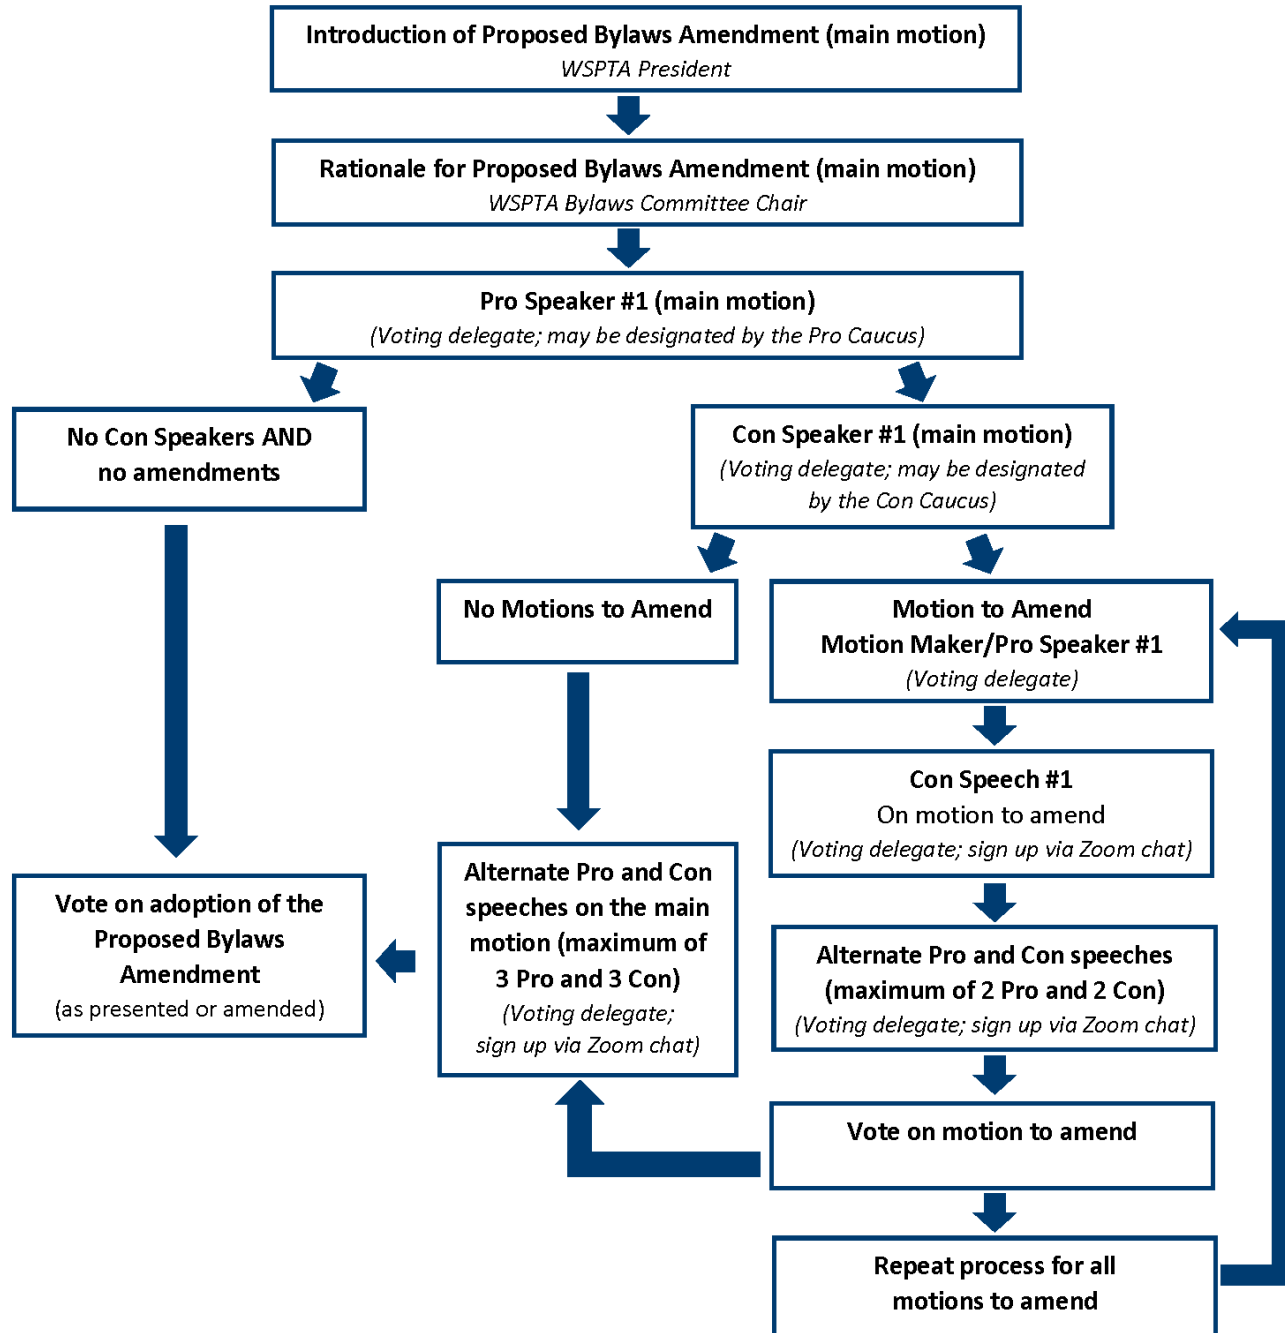 Introduction of Proposed Bylaws Amendment (main motion)
WSPTA President
Rationale for Proposed Bylaws Amendment (main motion)
WSPTA Bylaws Committee Chair
Pro Speaker #1 (main motion)
(Voting delegate; may be designated by the Pro Caucus)
No Con Speakers AND
no amendments
Con Speaker #1 (main motion)
(Voting delegate; may be designated
by the Con Caucus)
No Motions to Amend
Motion to Amend
Motion Maker/Pro Speaker #1
(Voting delegate)
Con Speech #1
On motion to amend
(Voting delegate; sign up via Zoom chat)
Vote on adoption of the
Proposed Bylaws
Amendment
(as presented or amended)
Alternate Pro and Con
speeches on the main
motion (maximum of
3 Pro and 3 Con)
(Voting delegate;
sign up via Zoom chat)
Alternate Pro and Con speeches
(maximum of 2 Pro and 2 Con)
(Voting delegate; sign up via Zoom chat)
Vote on motion to amend
Repeat process for all
motions to amend